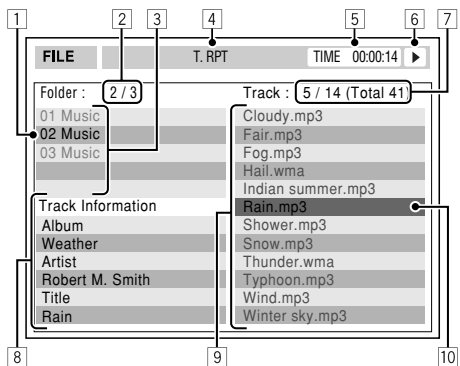 1 2 3 4 5 6 7
FILE T. RPT TIME 00:00:14
Folder : 2 / 3 Track : 5 / 14 (Total 41)
01 Music
02 Music
03 Music
Track Information
Album
Weather
Artist
Robert M. Smith
Title
Rain
Cloudy.mp3
Fair.mp3
Fog.mp3
Hail.wma
Indian summer.mp3
Rain.mp3
Shower.mp3
Snow.mp3
Thunder.wma
Typhoon.mp3
Wind.mp3
Winter sky.mp3
8 9 10